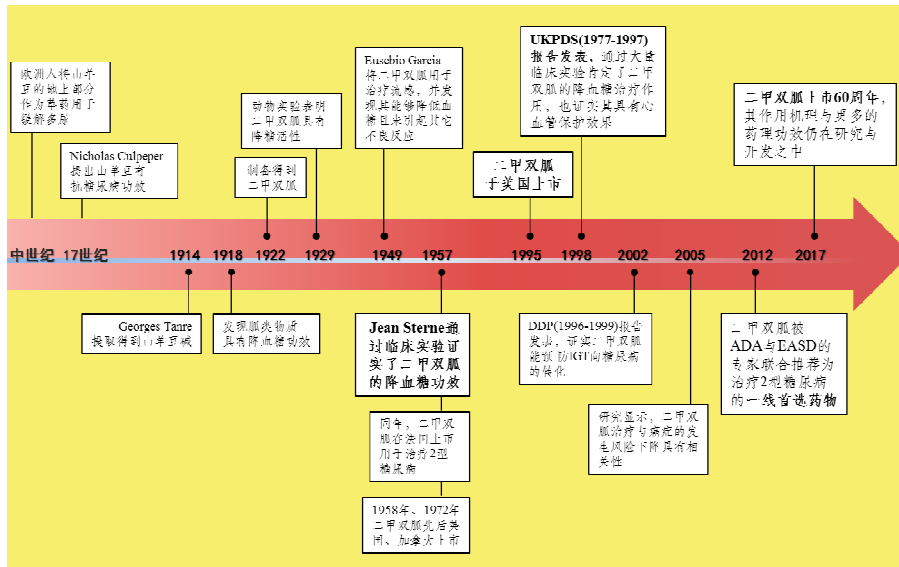 欧洲人将山羊
豆的地上部分
作为草药用于
缓解多尿
Nicholas Culpeper
提出山羊豆有
抗糖尿病功效
动物实验表明
二甲双胍具有
降糖活性
制备得到
二甲双胍
Eusebio Garcia
将二甲双胍用于
治疗流感，并发
现其能够降低血
糖且未引起其它
不良反应
UKPDS(1977-1997)
报告发表，通过大量
临床实验肯定了二甲
双胍的降血糖治疗作
用，也证实其具有心
血管保护效果
二甲双胍
于美国上市
二甲双胍上市60周年，
其作用机理与更多的
药理功效仍在研究与
开发之中
中世纪 17世纪 1914 1918 1922 1929 1949 1957 1995 1998 2002 2005 2012 2017
Georges Tanre
提取得到山羊豆碱
发现胍类物质
具有降血糖功效
Jean Sterne通
过临床实验证
实了二甲双胍
的降血糖功效
同年，二甲双
胍在法国上市
用于治疗2型
糖尿病
1958年、1972年
二甲双胍先后英
国、加拿大上市
DDP(1996-1999)报告
发表，证实二甲双胍
能预防IGT向糖尿病
的转化
研究显示，二甲双
胍治疗与癌症的发
生风险下降具有相
关性
二甲双胍被
ADA与EASD的
专家联合推荐为
治疗2型糖尿病
的一线首选药物